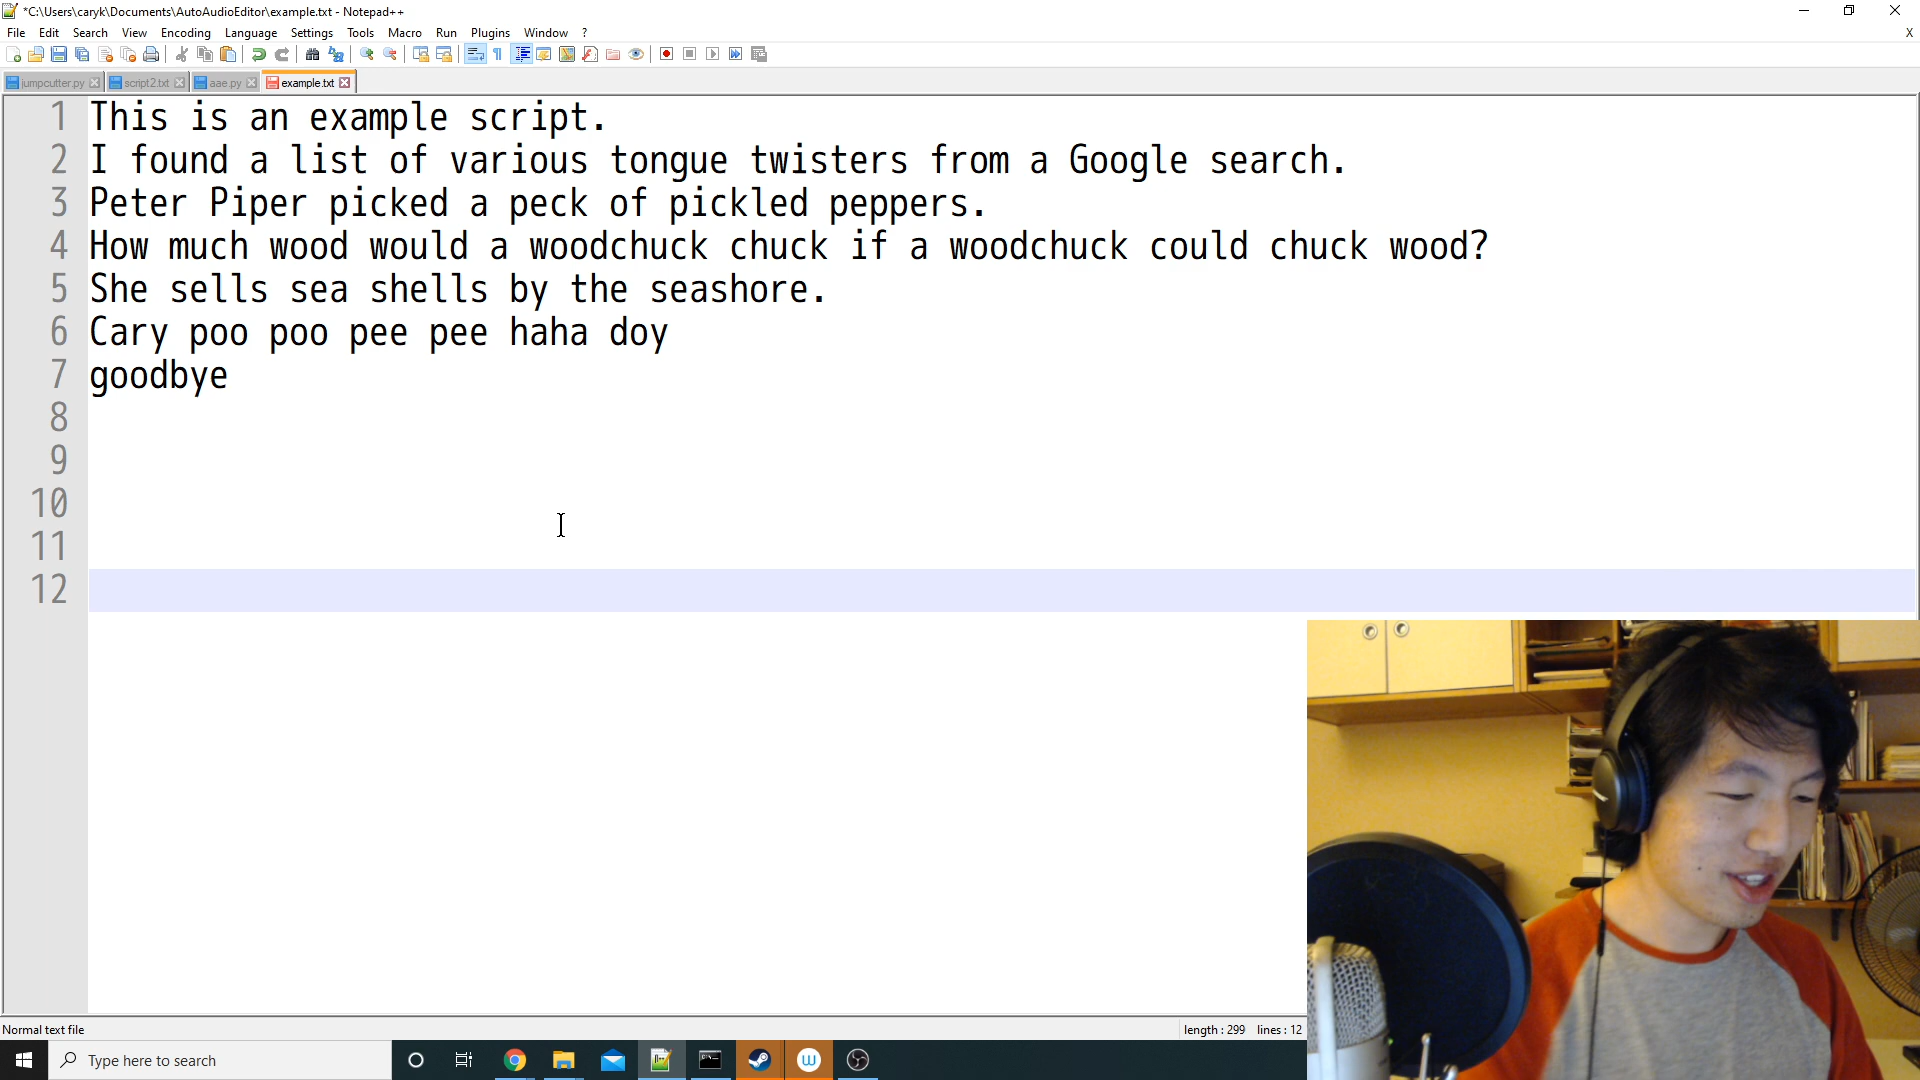 *C:\Users\caryk\Documents\AutoAudioEditor\example.txt - Notepad++
File Edit Search View Encoding Language Settings Tools Macro Run Plugins Window ? X
jumpcutter.py script2.txt aae.py example.txt
1 This is an example script.
2 I found a list of various tongue twisters from a Google search.
3 Peter Piper picked a peck of pickled peppers.
4 How much wood would a woodchuck chuck if a woodchuck could chuck wood?
5 She sells sea shells by the seashore.
6 Cary poo poo pee pee haha doy
7 goodbye
8
9
10
11
12
Normal text file length : 299 lines : 12
Type here to search